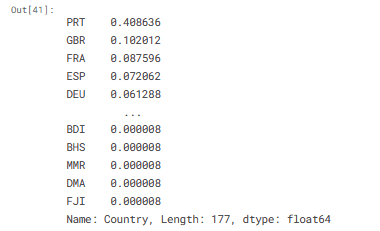 Out[41]:
PRT 0.408636
GBR 0.102012
FRA 0.087596
ESP 0.072062
DEU 0.061288
...
BDI 0.000008
BHS 0.000008
MMR 0.000008
DMA 0.000008
FJI 0.000008
Name: Country, Length: 177, dtype: float64